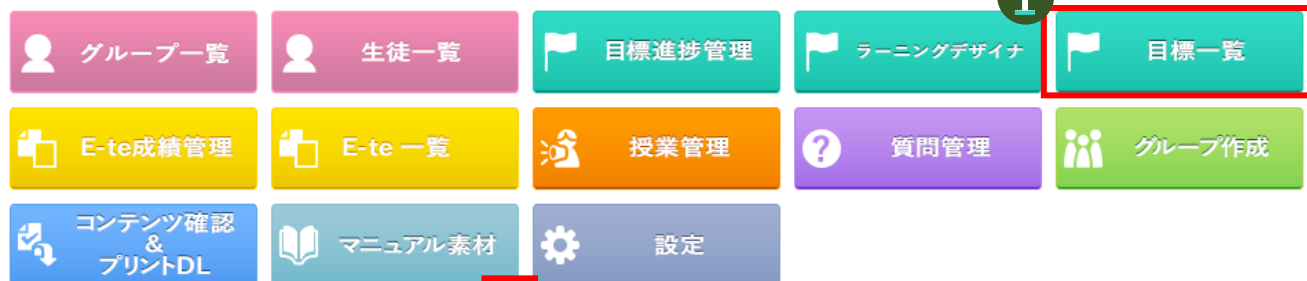 1
グループ一覧
生徒一覧
目標進捗管理
ラーニングデザイナ
目標一覧
E-te成績管理
E-te 一覧
授業管理
?
質問管理
グループ作成
コンテンツ確認
&
プリントDL
マニュアル素材
設定